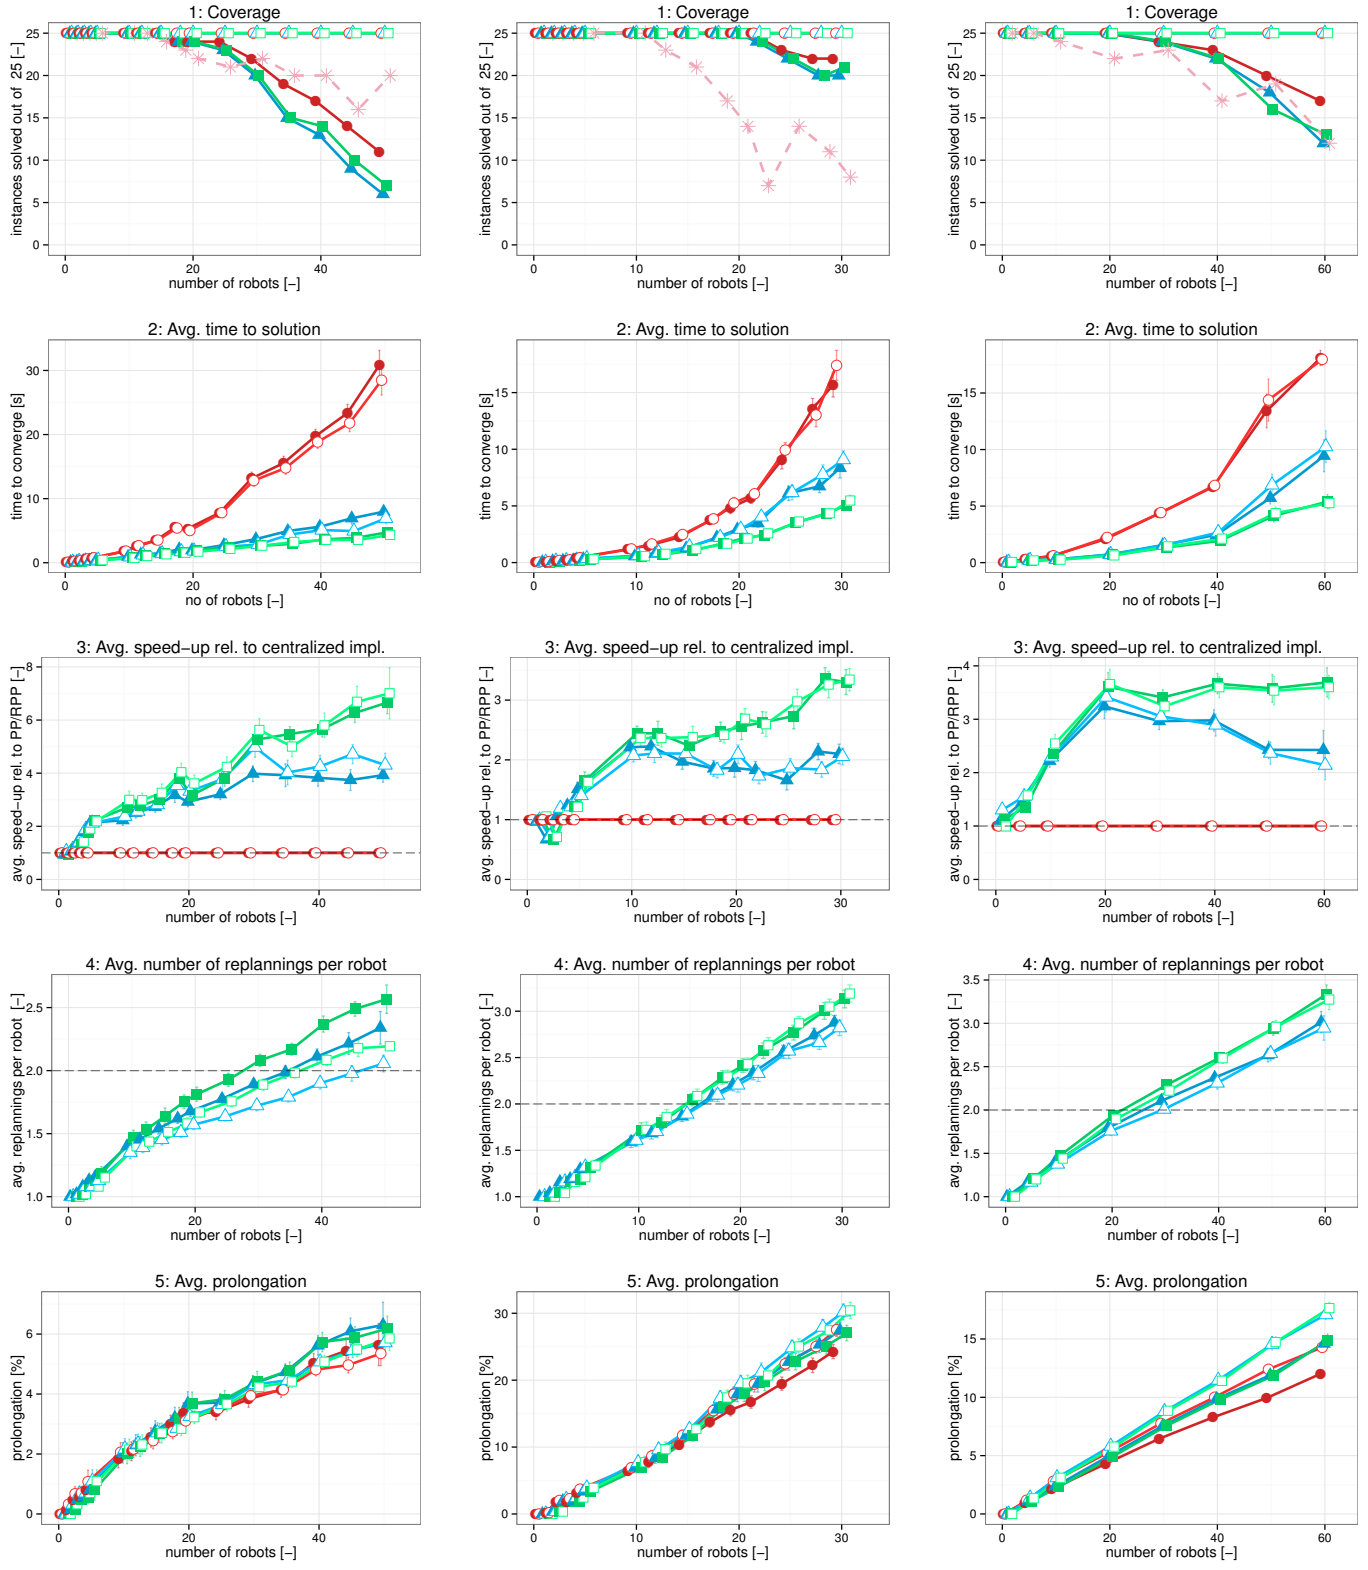 1: Coverage
1: Coverage
1: Coverage
instances solved out of 25 [−]
25
20
15
10
5
0
0
20
40
number of robots [−]
instances solved out of 25 [−]
25
20
15
10
5
0
0
10
20
30
number of robots [−]
instances solved out of 25 [−]
25
20
15
10
5
0
0
20
40
60
number of robots [−]
2: Avg. time to solution
2: Avg. time to solution
2: Avg. time to solution
time to converge [s]
30
20
10
0
0
20
40
no of robots [−]
time to converge [s]
15
10
5
0
0
10
20
30
no of robots [−]
time to converge [s]
15
10
5
0
0
20
40
60
no of robots [−]
3: Avg. speed−up rel. to centralized impl.
3: Avg. speed−up rel. to centralized impl.
3: Avg. speed−up rel. to centralized impl.
avg. speed−up rel. to PP/RPP [−]
8
6
4
2
0
0
20
40
number of robots [−]
avg. speed−up rel. to PP/RPP [−]
3
2
1
0
0
10
20
30
number of robots [−]
avg. speed−up rel. to PP/RPP [−]
4
3
2
1
0
0
20
40
60
number of robots [−]
4: Avg. number of replannings per robot
4: Avg. number of replannings per robot
4: Avg. number of replannings per robot
avg. replannings per robot [−]
2.5
2.0
1.5
1.0
0
20
40
number of robots [−]
avg. replannings per robot [−]
3.0
2.5
2.0
1.5
1.0
0
10
20
30
number of robots [−]
avg. replannings per robot [−]
3.5
3.0
2.5
2.0
1.5
1.0
0
20
40
60
number of robots [−]
5: Avg. prolongation
5: Avg. prolongation
5: Avg. prolongation
prolongation [%]
6
4
2
0
0
20
40
number of robots [−]
prolongation [%]
30
20
10
0
0
10
20
30
number of robots [−]
prolongation [%]
15
10
5
0
0
20
40
60
number of robots [−]